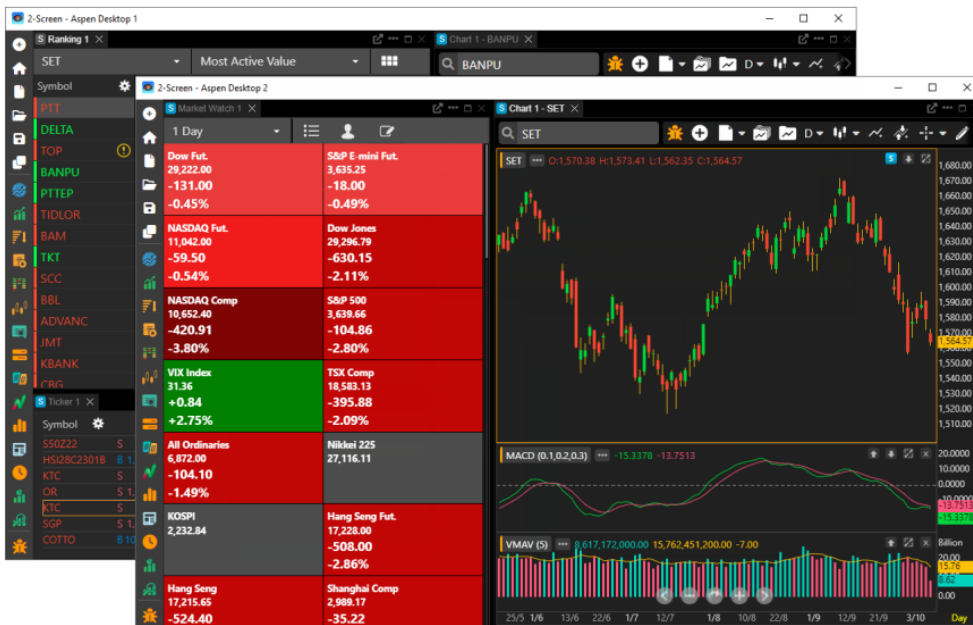 2-Screen - Aspen Desktop 1
S Ranking 1
S Chart 1 - BANPU
SET
Most Active Value
BANPU
D
Symbol
PTT
DELTA
TOP
BANPU
PTTEP
TIDLOR
BAM
TKT
SCC
BBL
ADVANC
JMT
KBANK
CBG
S Ticker 1
Symbol
S50Z22 S
HSI28C2301B B 1.
KTC S
OR S 1.
KTC S
SGP S 1.
COTTO B 10
2-Screen - Aspen Desktop 2
S Market Watch 1
1 Day
Dow Fut.
29,222.00
-131.00
-0.45%
S&P E-mini Fut.
3,635.25
-18.00
-0.49%
NASDAQ Fut.
11,042.00
-59.50
-0.54%
Dow Jones
29,296.79
-630.15
-2.11%
NASDAQ Comp
10,652.40
-420.91
-3.80%
S&P 500
3,639.66
-104.86
-2.80%
VIX Index
31.36
+0.84
+2.75%
TSX Comp
18,583.13
-395.88
-2.09%
All Ordinaries
6,872.00
-104.10
-1.49%
Nikkei 225
27,116.11
KOSPI
2,232.84
Hang Seng Fut.
17,228.00
-508.00
-2.86%
Hang Seng
17,215.65
-524.40
Shanghai Comp
2,989.17
-35.22
S Chart 1 - SET
SET
D
SET O:1,570.38 H:1,573.41 L:1,562.35 C:1,564.57
S
1,680.00
1,670.00
1,660.00
1,650.00
1,640.00
1,630.00
1,620.00
1,610.00
1,600.00
1,590.00
1,580.00
1,570.00
1,564.57
1,550.00
1,540.00
1,530.00
1,520.00
1,510.00
MACD (0.1,0.2,0.3) -15.3378 -13.7513
20.0000
10.0000
0.0000
-13.7513
-15.3378
VMAV (5) 8,617,172,000.00 15,762,451,200.00 -7.00
Billion
20.00
15.76
8.62
0.00
25/5 1/6 13/6 22/6 1/7 12/7 1/8 10/8 22/8 1/9 12/9 21/9 3/10 Day